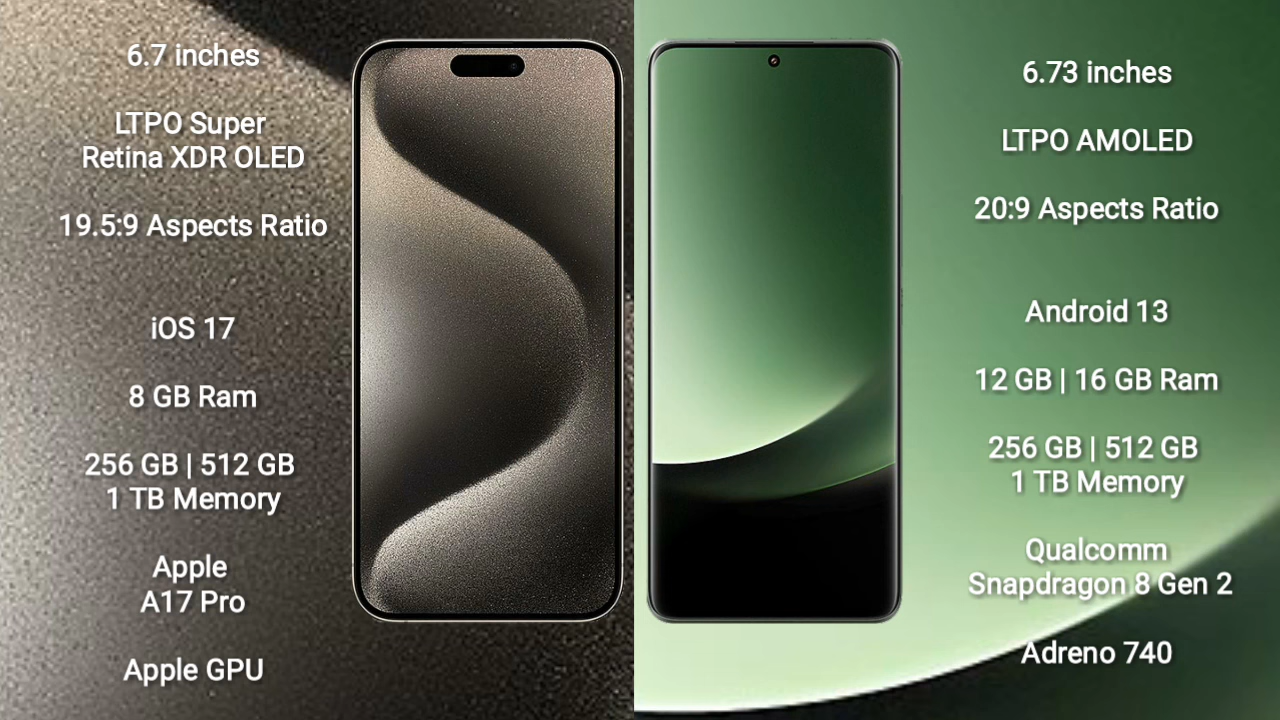 6.7 inches
LTPO Super
Retina XDR OLED
19.5:9 Aspects Ratio
iOS 17
8 GB Ram
256 GB | 512 GB
1 TB Memory
Apple
A17 Pro
Apple GPU
6.73 inches
LTPO AMOLED
20:9 Aspects Ratio
Android 13
12 GB | 16 GB Ram
256 GB | 512 GB
1 TB Memory
Qualcomm
Snapdragon 8 Gen 2
Adreno 740